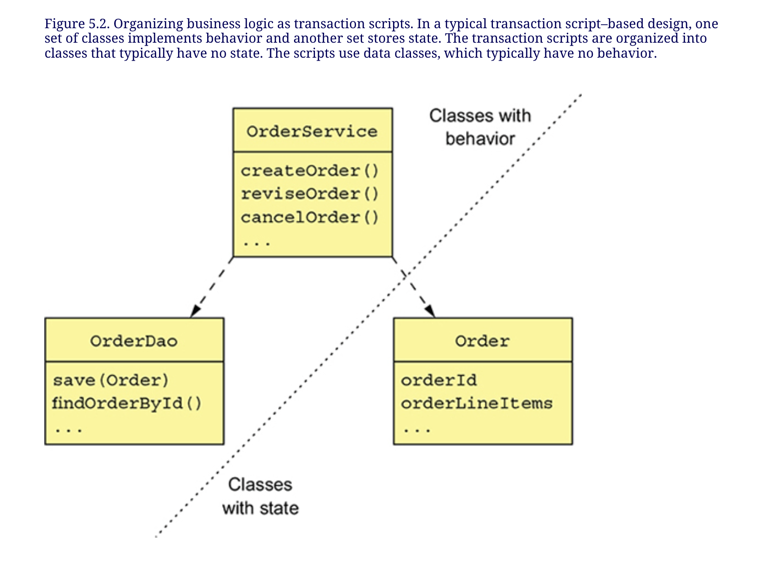 Figure 5.2. Organizing business logic as transaction scripts. In a typical transaction script–based design, one
set of classes implements behavior and another set stores state. The transaction scripts are organized into
classes that typically have no state. The scripts use data classes, which typically have no behavior.
Classes with
behavior
OrderService
createOrder()
reviseOrder()
cancelOrder()
...
OrderDao
save(Order)
findOrderById()
...
Order
orderId
orderLineItems
...
Classes
with state